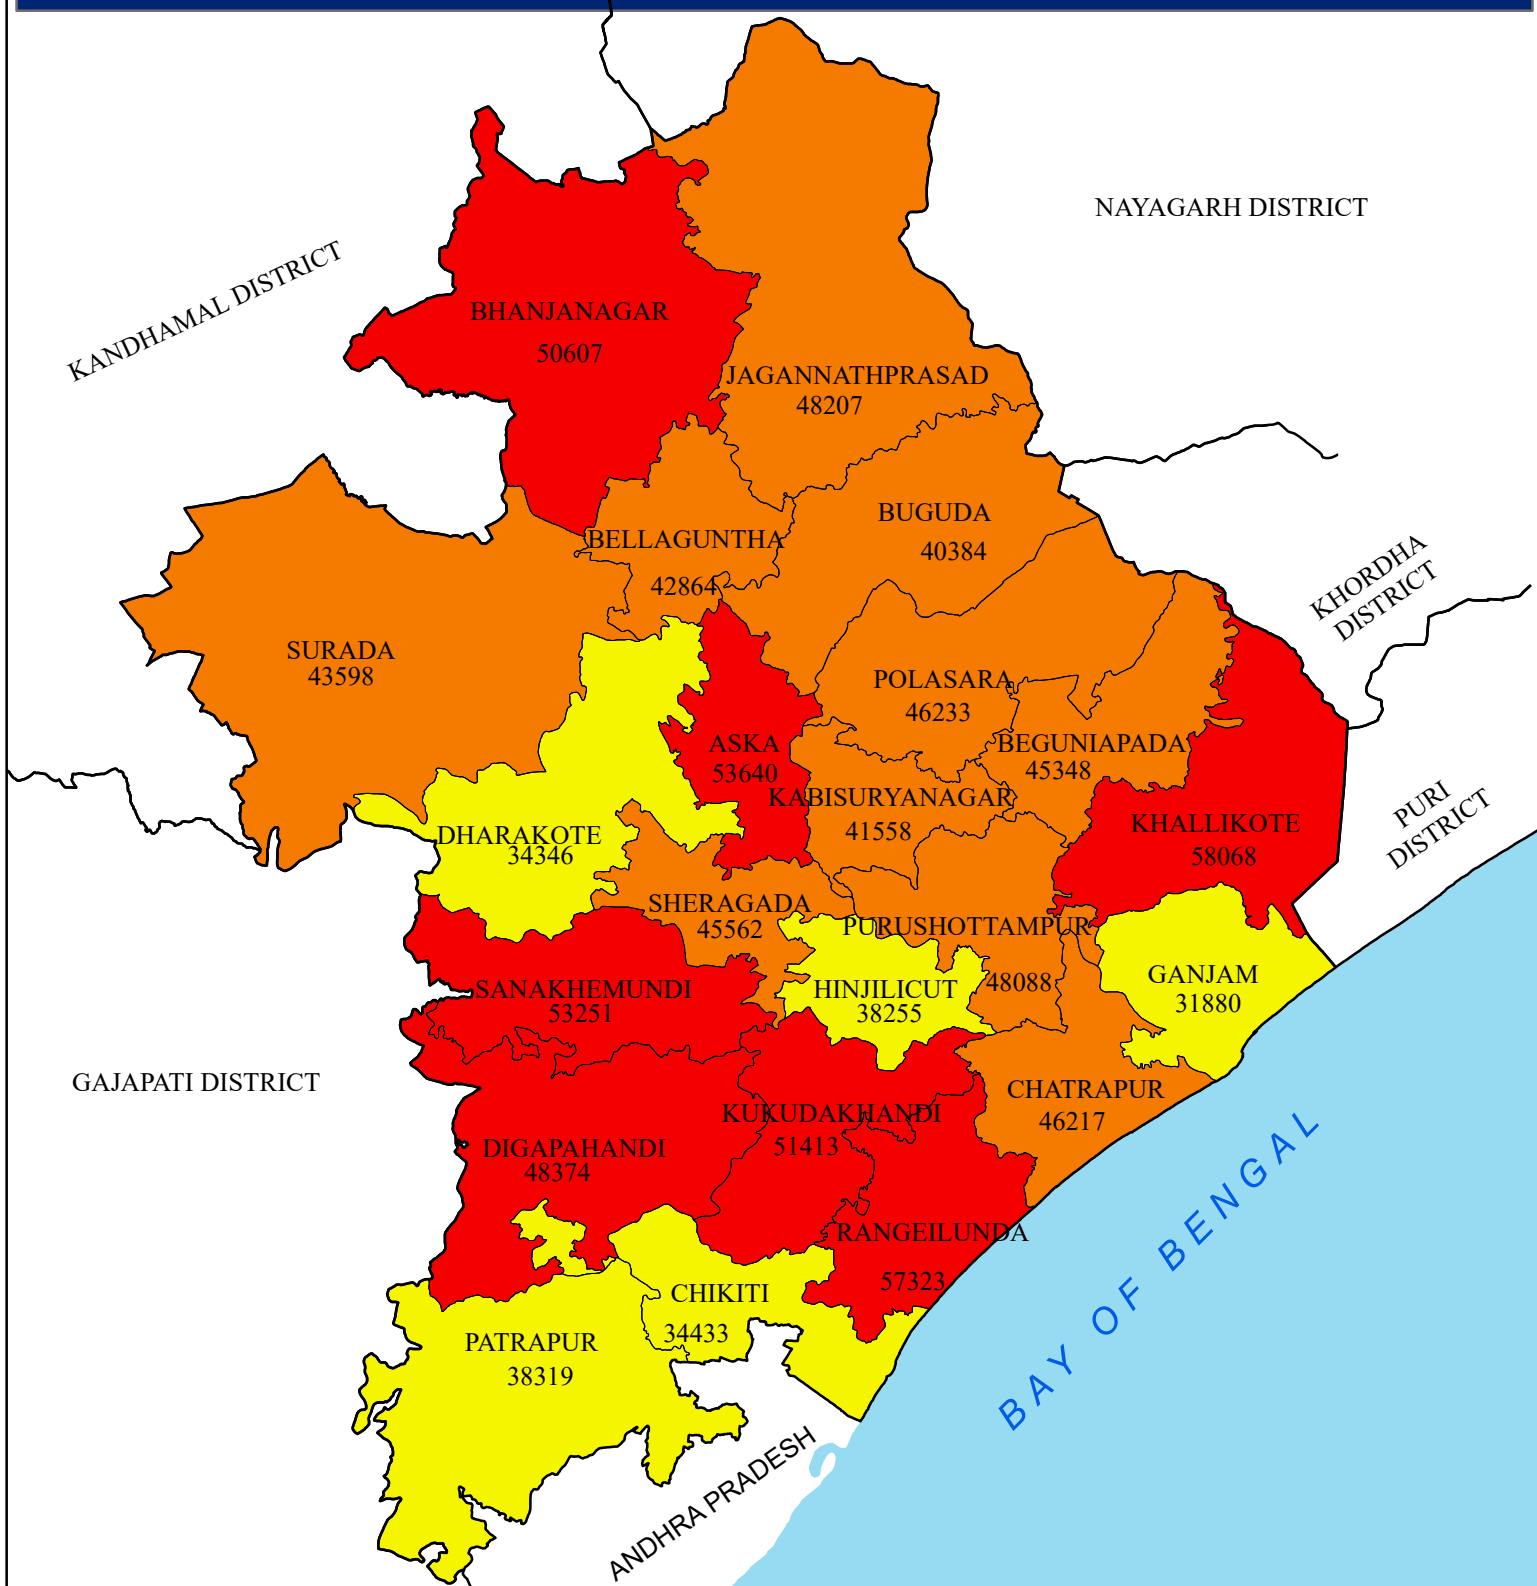 NAYAGARH DISTRICT
KANDHAMAL DISTRICT
BHANJANAGAR
50607
JAGANNATHPRASAD
48207
BUGUDA
40384
BELLAGUNTHA
42864
KHORDHA
DISTRICT
SURADA
43598
POLASARA
46233
ASKA
53640
BEGUNIAPADA
45348
KABISURYANAGAR
41558
KHALLIKOTE
58068
PURI
DISTRICT
DHARAKOTE
34346
SHERAGADA
45562
PURUSHOTTAMPUR
48088
HINJILICUT
38255
GANJAM
31880
SANAKHEMUNDI
53251
GAJAPATI DISTRICT
CHATRAPUR
46217
KUKUDAKHANDI
51413
DIGAPAHANDI
48374
RANGEILUNDA
57323
CHIKITI
34433
PATRAPUR
38319
BAY OF BENGAL
ANDHRA PRADESH